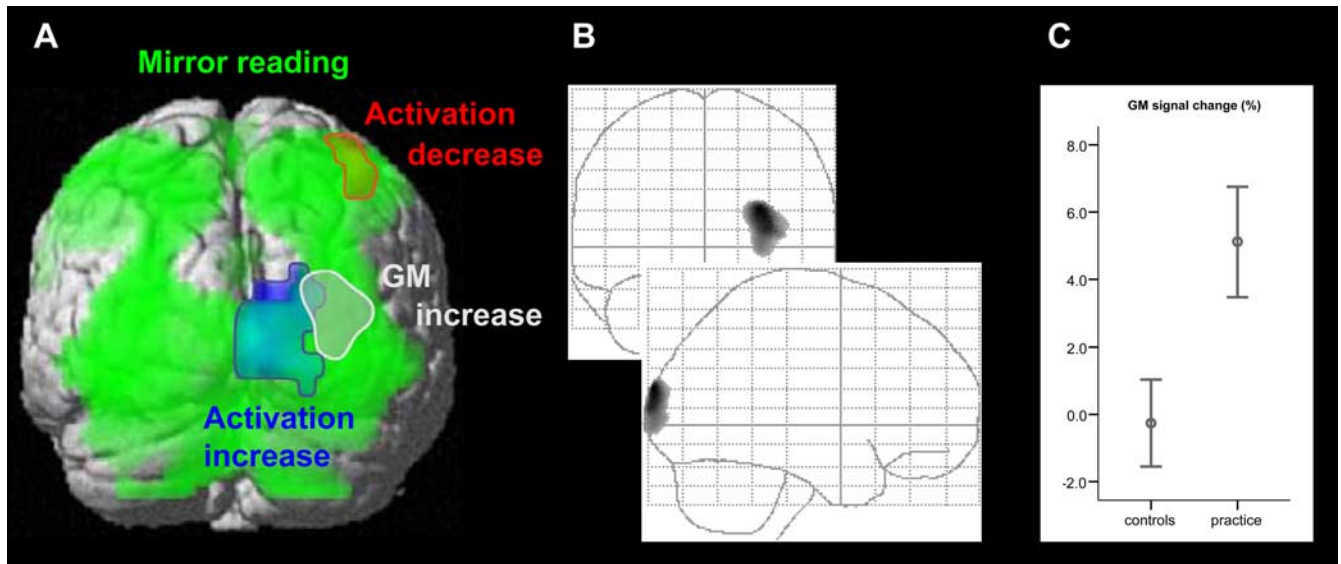 A
Mirror reading
Activation
decrease
GM
increase
Activation
increase
B
C
GM signal change (%)
8.0
6.0
4.0
2.0
0.0
-2.0
controls
practice